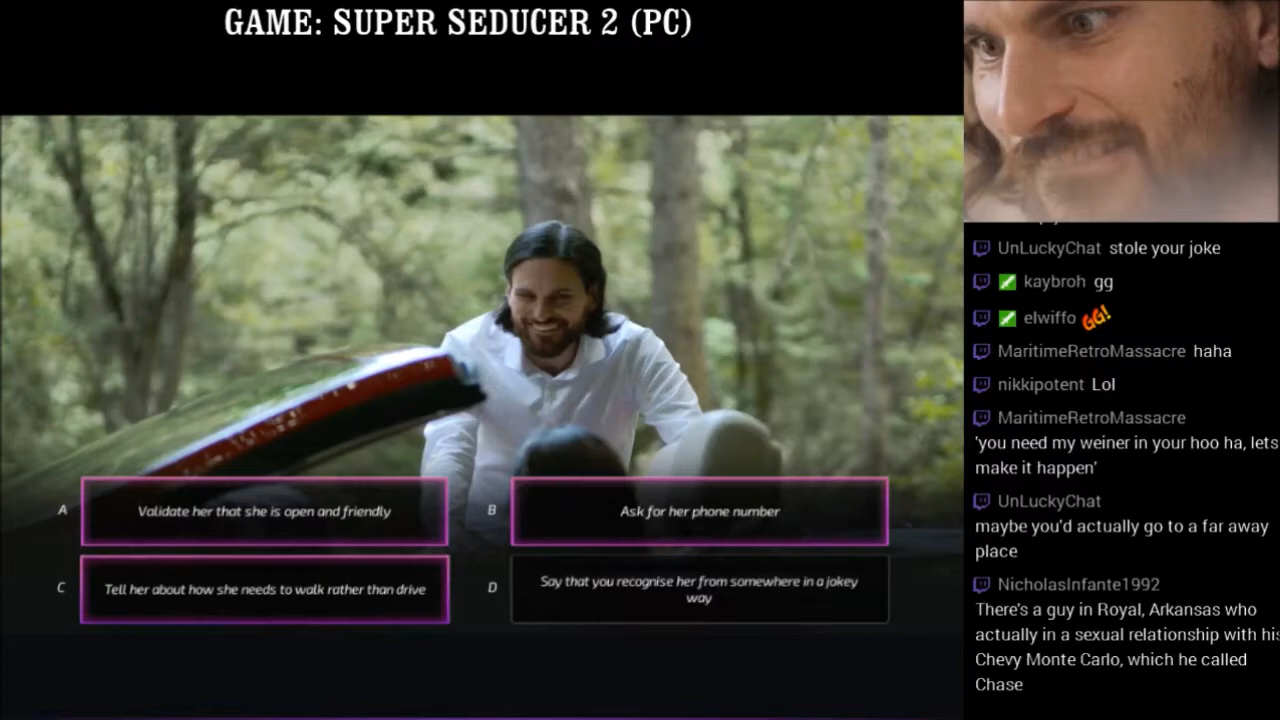 GAME: SUPER SEDUCER 2 (PC)
A
Validate her that she is open and friendly
B
Ask for her phone number
C
Tell her about how she needs to walk rather than drive
D
Say that you recognise her from somewhere in a jokey
way
UnLuckyChat stole your joke
kaybroh gg
elwiffo GG!
MaritimeRetroMassacre haha
nikkipotent Lol
MaritimeRetroMassacre
'you need my weiner in your hoo ha, lets
make it happen'
UnLuckyChat
maybe you'd actually go to a far away
place
NicholasInfante1992
There's a guy in Royal, Arkansas who
actually in a sexual relationship with his
Chevy Monte Carlo, which he called
Chase